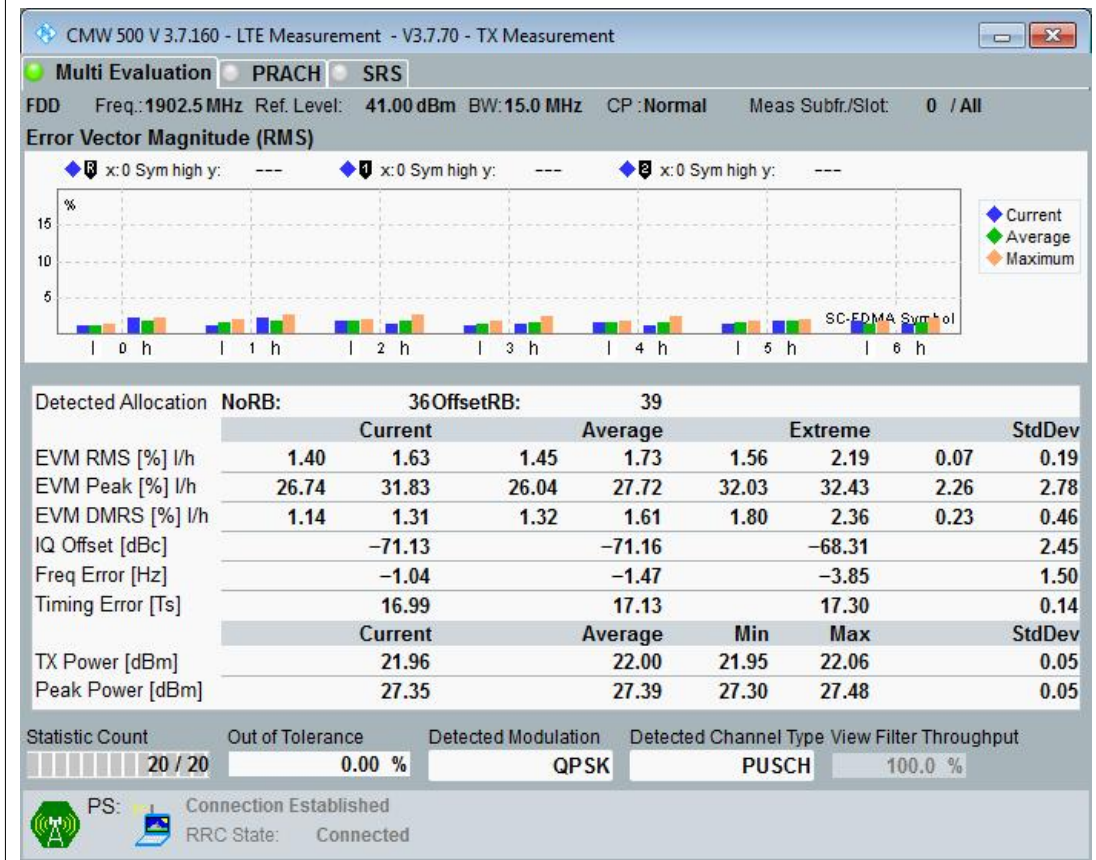 CMW 500 V 3.7.160 - LTE Measurement - V3.7.70 - TX Measurement
Multi Evaluation PRACH SRS
FDD Freq.: 1902.5 MHz Ref. Level: 41.00 dBm BW: 15.0 MHz CP : Normal Meas Subfr./Slot: 0 / All
Error Vector Magnitude (RMS)
R x: 0 Sym high y: --- 1 x: 0 Sym high y: --- 2 x: 0 Sym high y: ---
%
15
10
5
Current
Average
Maximum
SC-FDMA Symbol
l 0 h l 1 h l 2 h l 3 h l 4 h l 5 h l 6 h
Detected Allocation NoRB: 36 OffsetRB: 39
Current Average Extreme StdDev
EVM RMS [%] l/h 1.40 1.63 1.45 1.73 1.56 2.19 0.07 0.19
EVM Peak [%] l/h 26.74 31.83 26.04 27.72 32.03 32.43 2.26 2.78
EVM DMRS [%] l/h 1.14 1.31 1.32 1.61 1.80 2.36 0.23 0.46
IQ Offset [dBc] −71.13 −71.16 −68.31 2.45
Freq Error [Hz] −1.04 −1.47 −3.85 1.50
Timing Error [Ts] 16.99 17.13 17.30 0.14
Current Average Min Max StdDev
TX Power [dBm] 21.96 22.00 21.95 22.06 0.05
Peak Power [dBm] 27.35 27.39 27.30 27.48 0.05
Statistic Count Out of Tolerance Detected Modulation Detected Channel Type View Filter Throughput
20 / 20 0.00 % QPSK PUSCH 100.0 %
PS: Connection Established
RRC State: Connected